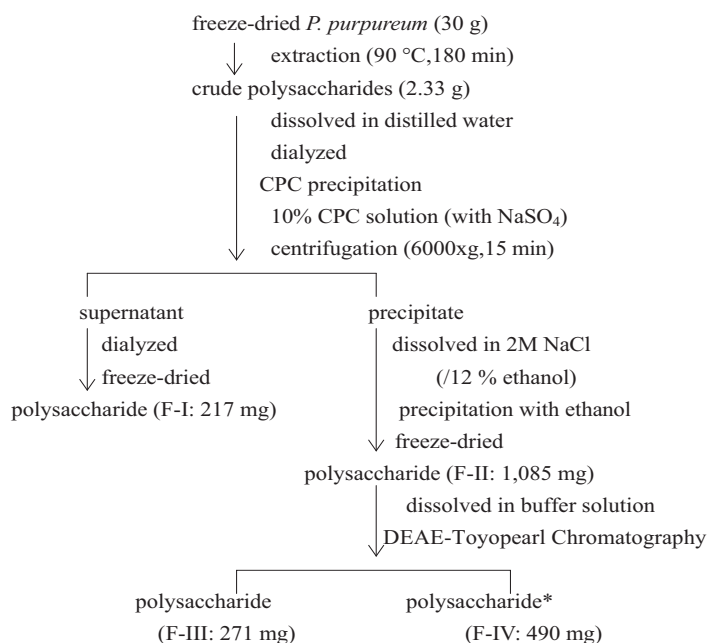 freeze-dried P. purpureum (30 g)
extraction (90 °C,180 min)
crude polysaccharides (2.33 g)
dissolved in distilled water
dialyzed
CPC precipitation
10% CPC solution (with NaSO₄)
centrifugation (6000xg,15 min)
supernatant
dialyzed
freeze-dried
polysaccharide (F-I: 217 mg)
precipitate
dissolved in 2M NaCl
(/12 % ethanol)
precipitation with ethanol
freeze-dried
polysaccharide (F-II: 1,085 mg)
dissolved in buffer solution
DEAE-Toyopearl Chromatography
polysaccharide
(F-III: 271 mg)
polysaccharide*
(F-IV: 490 mg)